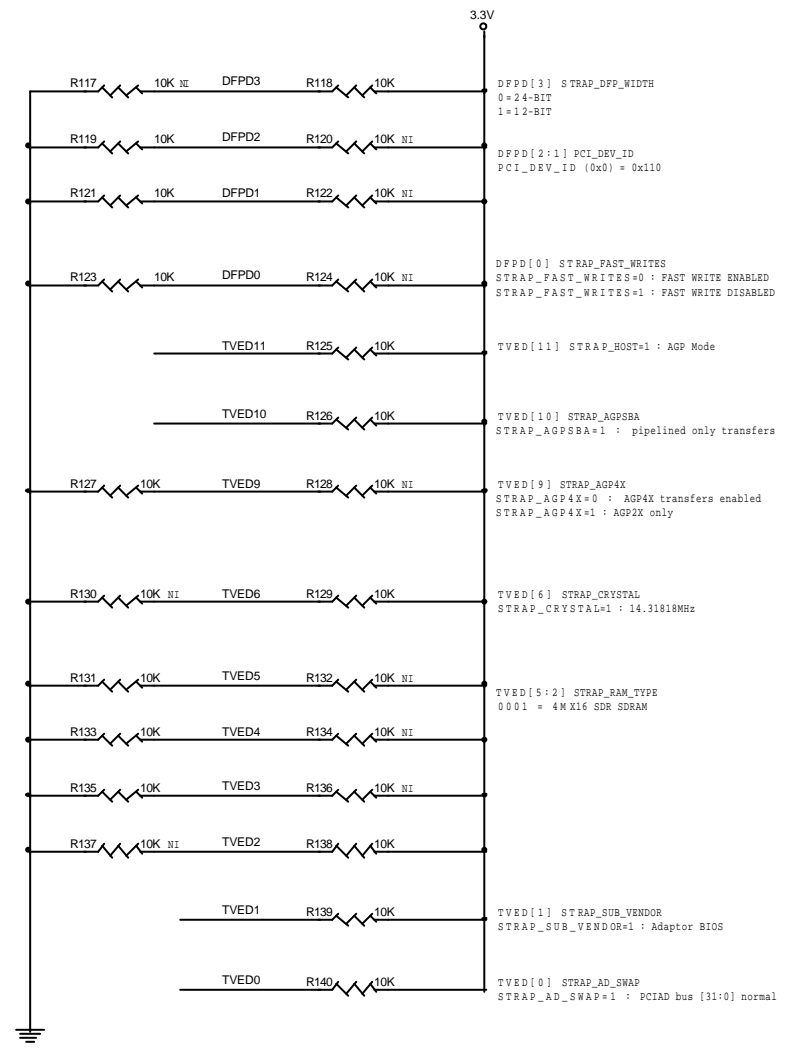 3.3V
R117 10K NI DFPD3 R118 10K DFPD[3] STRAP_DFP_WIDTH
0=24-BIT
1=12-BIT
R119 10K DFPD2 R120 10K NI
DFPD[2:1] PCI_DEV_ID
PCI_DEV_ID (0x0) = 0x110
R121 10K DFPD1 R122 10K NI
DFPD[0] STRAP_FAST_WRITES
R123 10K DFPD0 R124 10K NI STRAP_FAST_WRITES=0 : FAST WRITE ENABLED
STRAP_FAST_WRITES=1 : FAST WRITE DISABLED
TVED11 R125 10K TVED[11] STRAP_HOST=1 : AGP Mode
TVED10 R126 10K TVED[10] STRAP_AGPSBA
STRAP_AGPSBA=1 : pipelined only transfers
R127 10K TVED9 R128 10K NI TVED[9] STRAP_AGP4X
STRAP_AGP4X=0 : AGP4X transfers enabled
STRAP_AGP4X=1 : AGP2X only
R130 10K NI TVED6 R129 10K TVED[6] STRAP_CRYSTAL
STRAP_CRYSTAL=1 : 14.31818MHz
R131 10K TVED5 R132 10K NI
TVED[5:2] STRAP_RAM_TYPE
0001 = 4MX16 SDR SDRAM
R133 10K TVED4 R134 10K NI
R135 10K TVED3 R136 10K NI
R137 10K NI TVED2 R138 10K
TVED1 R139 10K TVED[1] STRAP_SUB_VENDOR
STRAP_SUB_VENDOR=1 : Adaptor BIOS
TVED0 R140 10K TVED[0] STRAP_AD_SWAP
STRAP_AD_SWAP=1 : PCIAD bus [31:0] normal